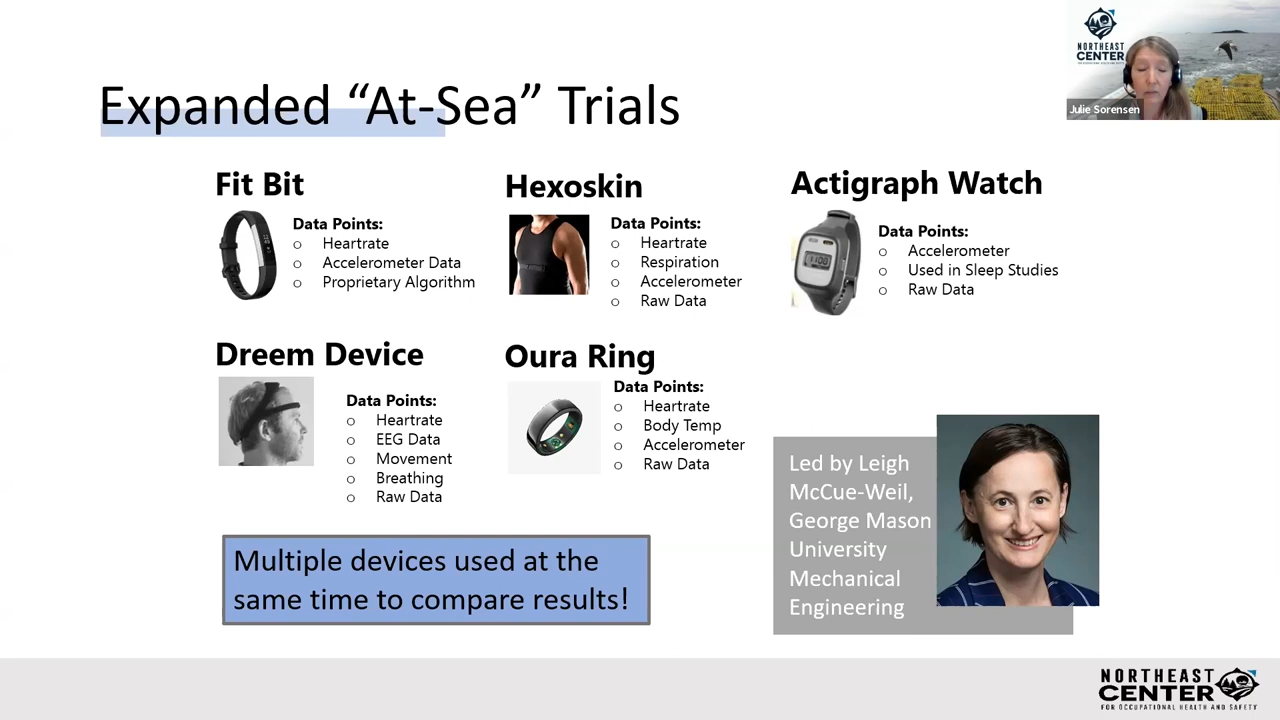 NORTHEAST
CENTER
Julie Sorensen
Expanded “At-Sea” Trials
Fit Bit
Data Points:
o Heartrate
o Accelerometer Data
o Proprietary Algorithm
Hexoskin
Data Points:
o Heartrate
o Respiration
o Accelerometer
o Raw Data
Actigraph Watch
Data Points:
o Accelerometer
o Used in Sleep Studies
o Raw Data
Dreem Device
Data Points:
o Heartrate
o EEG Data
o Movement
o Breathing
o Raw Data
Oura Ring
Data Points:
o Heartrate
o Body Temp
o Accelerometer
o Raw Data
Multiple devices used at the
same time to compare results!
Led by Leigh
McCue-Weil,
George Mason
University
Mechanical
Engineering
NORTHEAST
CENTER
FOR OCCUPATIONAL HEALTH AND SAFETY